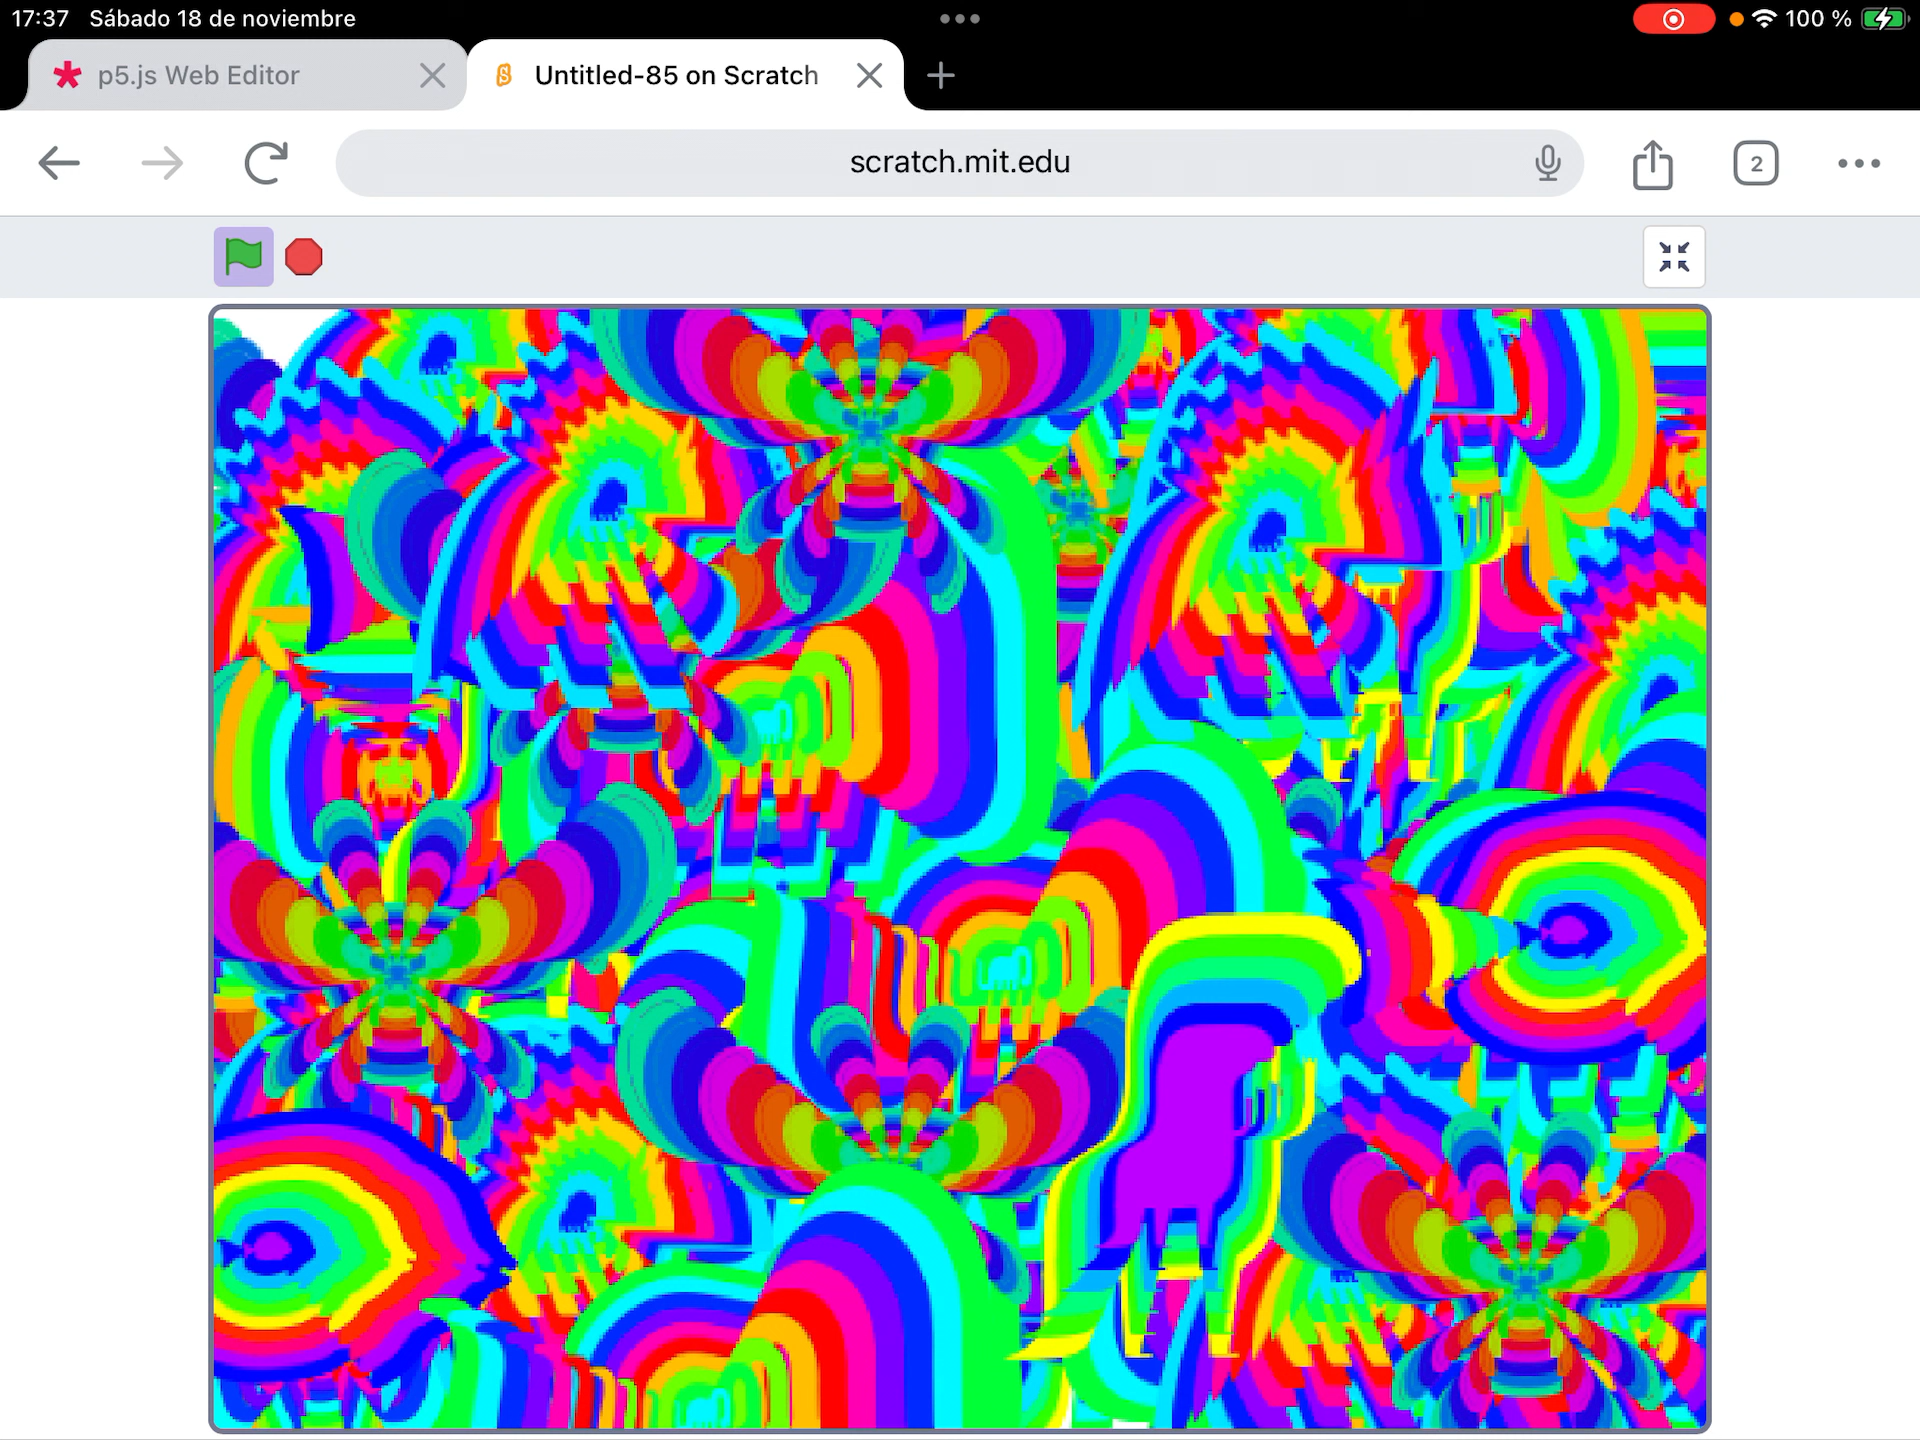 17:37 Sábado 18 de noviembre 100 %
p5.js Web Editor Untitled-85 on Scratch
scratch.mit.edu 2